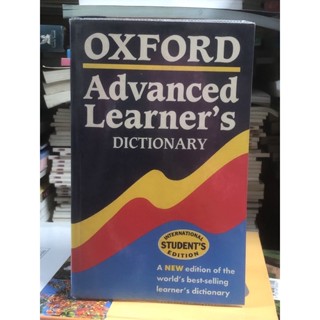 OXFORD
Advanced
Learner's
DICTIONARY
INTERNATIONAL
STUDENT'S
EDITION
A NEW edition of the
world's best-selling
learner's dictionary